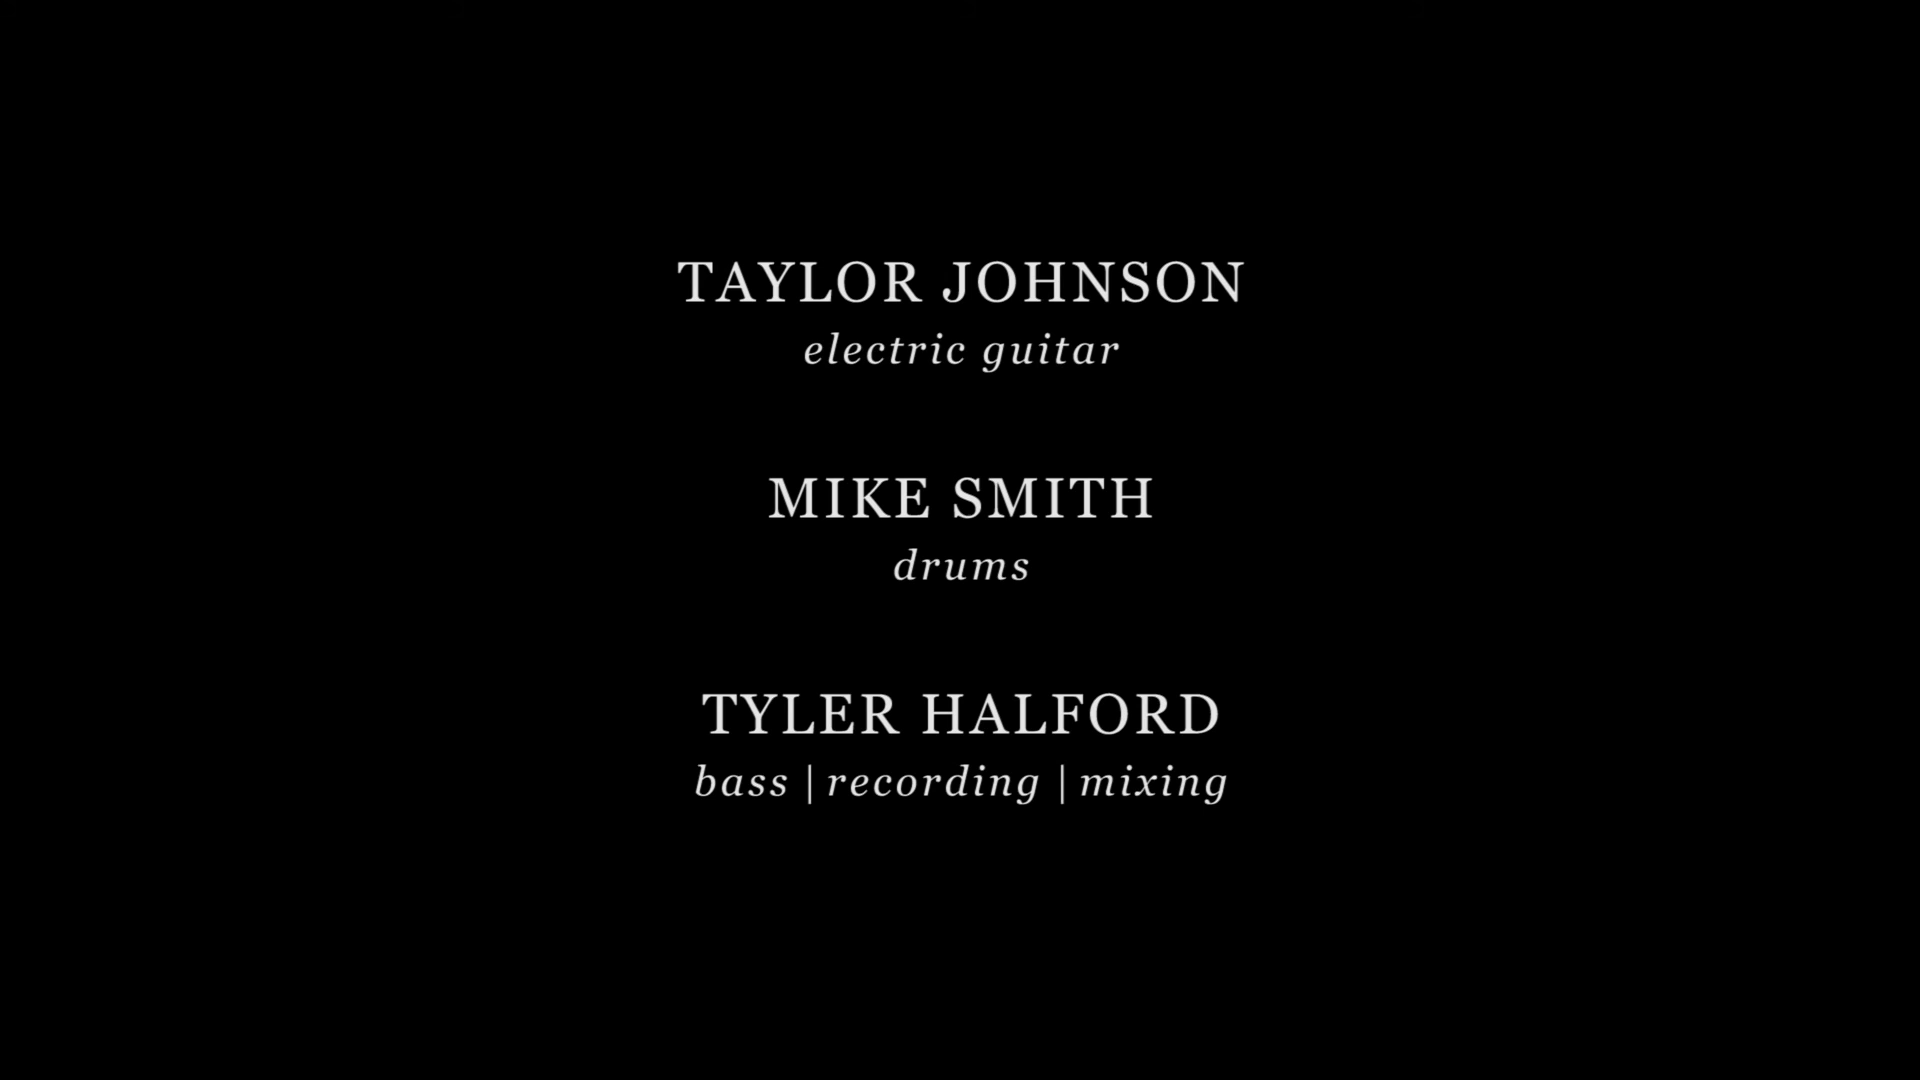 TAYLOR JOHNSON
electric guitar
MIKE SMITH
drums
TYLER HALFORD
bass | recording | mixing